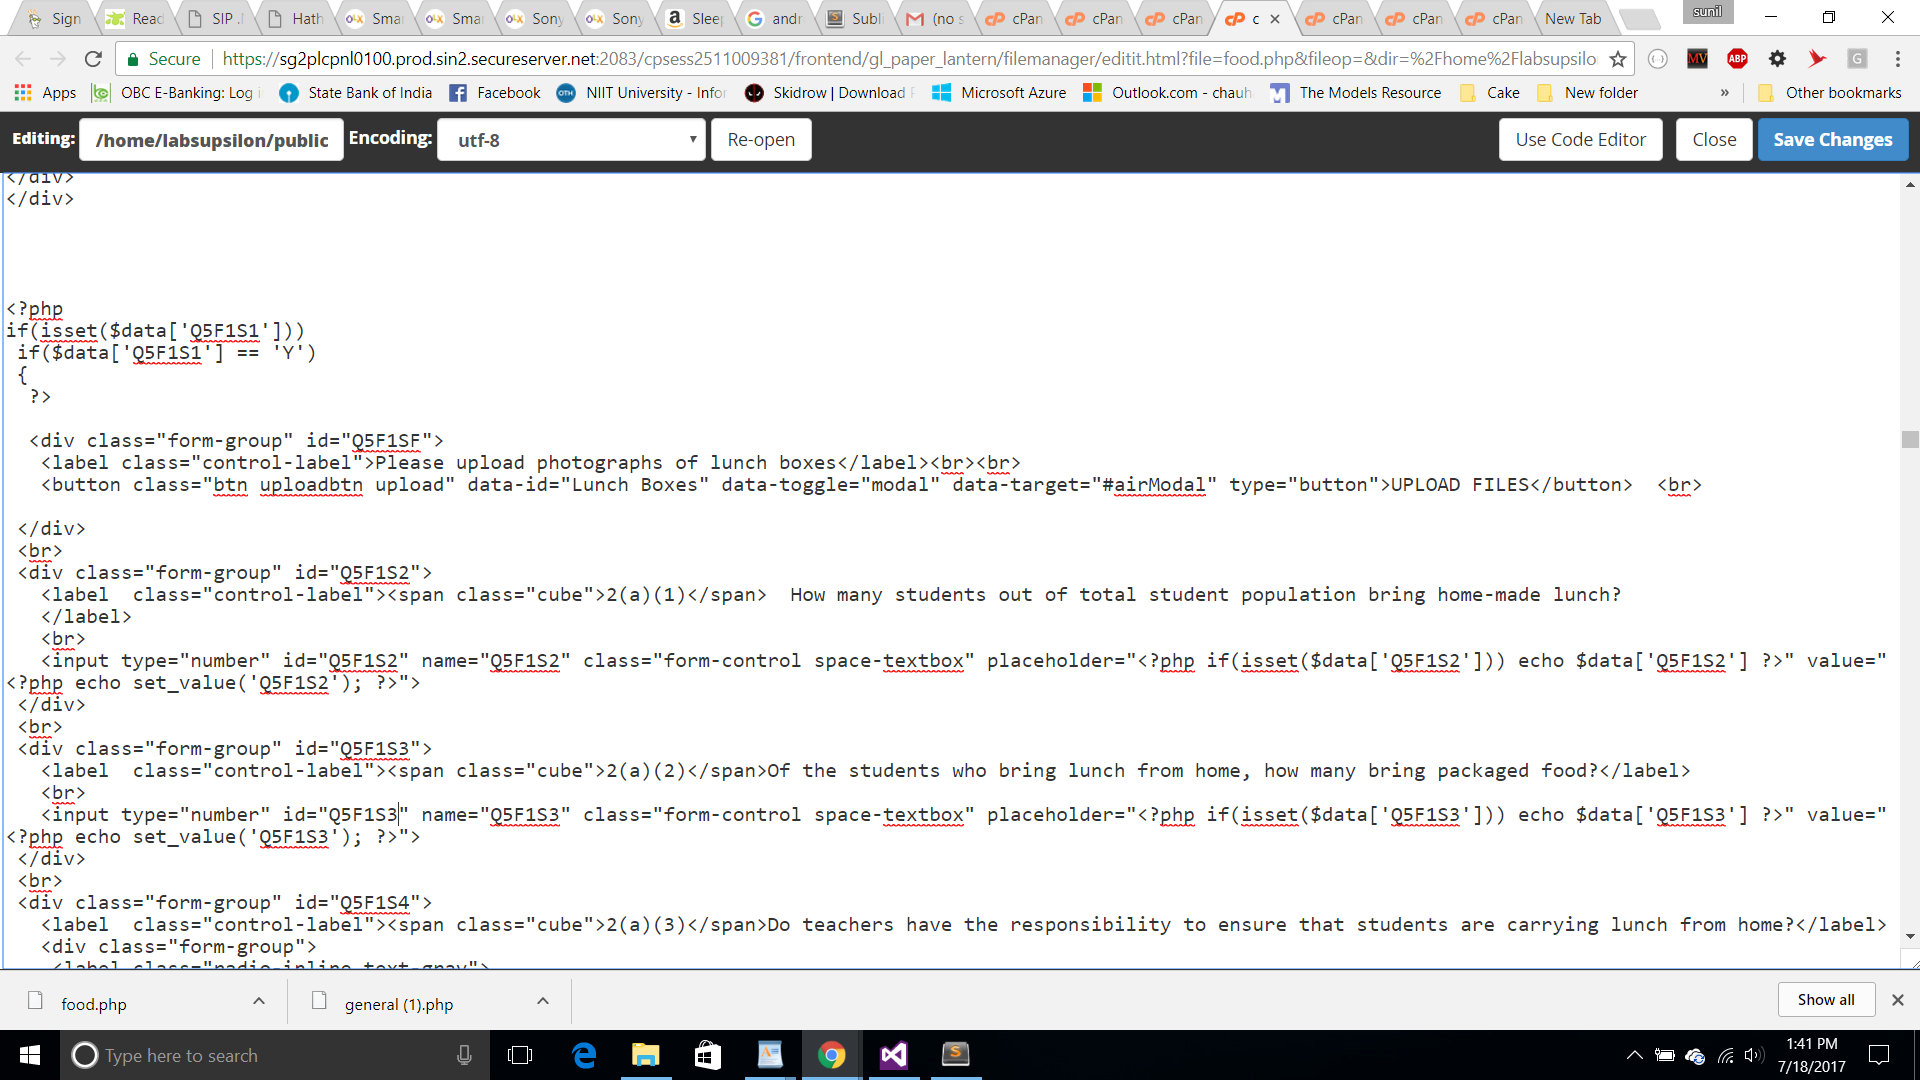 Sign
Read
SIP .
Hath
Smar
Smar
Sony
Sony
Sleep
andr
Subli
(no s
cPan
cPan
cPan
c
cPan
cPan
cPan
New Tab
sunil
Secure https://sg2plcpnl0100.prod.sin2.secureserver.net:2083/cpsess2511009381/frontend/gl_paper_lantern/filemanager/editit.html?file=food.php&fileop=&dir=%2Fhome%2Flabsupsilo
Apps OBC E-Banking: Log i State Bank of India Facebook NIIT University - Infor Skidrow | Download F Microsoft Azure Outlook.com - chauh The Models Resource Cake New folder » Other bookmarks
Editing: /home/labsupsilon/public Encoding: utf-8 Re-open Use Code Editor Close Save Changes
</div>
</div>
<?php
if(isset($data['Q5F1S1']))
if($data['Q5F1S1'] == 'Y')
{
?>
<div class="form-group" id="Q5F1SF">
<label class="control-label">Please upload photographs of lunch boxes</label><br><br>
<button class="btn uploadbtn upload" data-id="Lunch Boxes" data-toggle="modal" data-target="#airModal" type="button">UPLOAD FILES</button> <br>
</div>
<br>
<div class="form-group" id="Q5F1S2">
<label class="control-label"><span class="cube">2(a)(1)</span> How many students out of total student population bring home-made lunch?
</label>
<br>
<input type="number" id="Q5F1S2" name="Q5F1S2" class="form-control space-textbox" placeholder="<?php if(isset($data['Q5F1S2'])) echo $data['Q5F1S2'] ?>" value="
<?php echo set_value('Q5F1S2'); ?>">
</div>
<br>
<div class="form-group" id="Q5F1S3">
<label class="control-label"><span class="cube">2(a)(2)</span>Of the students who bring lunch from home, how many bring packaged food?</label>
<br>
<input type="number" id="Q5F1S3" name="Q5F1S3" class="form-control space-textbox" placeholder="<?php if(isset($data['Q5F1S3'])) echo $data['Q5F1S3'] ?>" value="
<?php echo set_value('Q5F1S3'); ?>">
</div>
<br>
<div class="form-group" id="Q5F1S4">
<label class="control-label"><span class="cube">2(a)(3)</span>Do teachers have the responsibility to ensure that students are carrying lunch from home?</label>
<div class="form-group">
<label class="radio-inline text-gray">
food.php
general (1).php
Show all
Type here to search
1:41 PM
7/18/2017